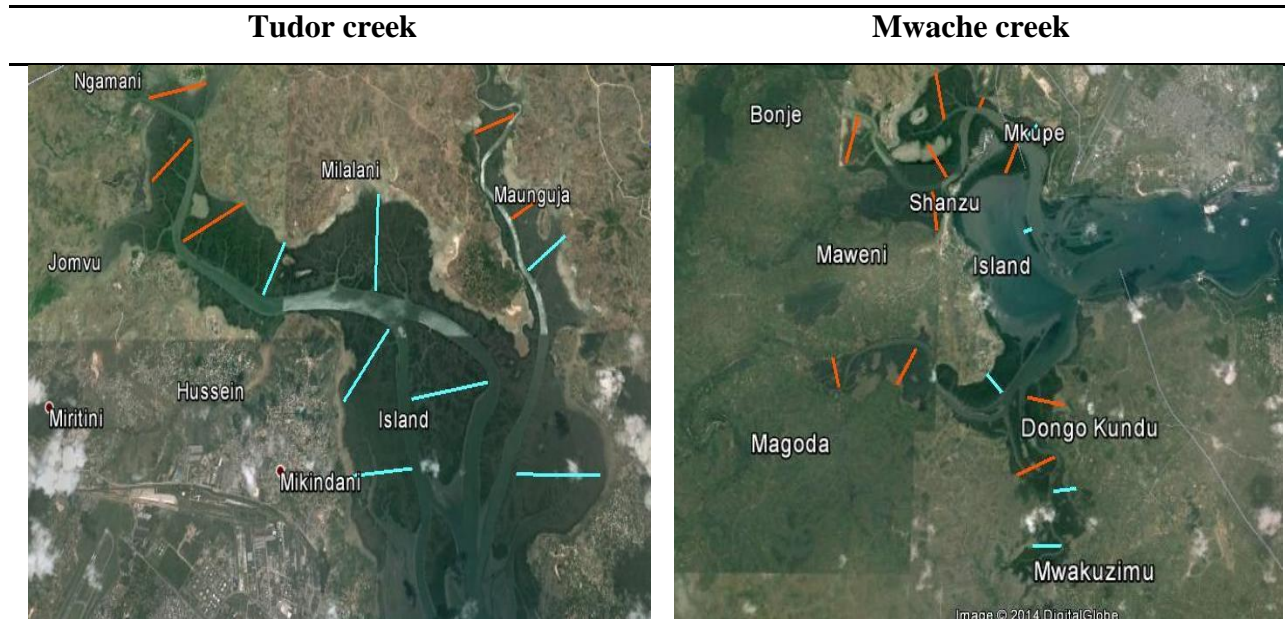 Tudor creek
Mwache creek
Ngamani
Milalani
Maunguja
Jomvu
Hussein
Island
Miritini
Mikindani
Bonje
Mkupe
Shanzu
Maweni
Island
Magoda
Dongo Kundu
Mwakuzimu
Image © 2014 DigitalGlobe